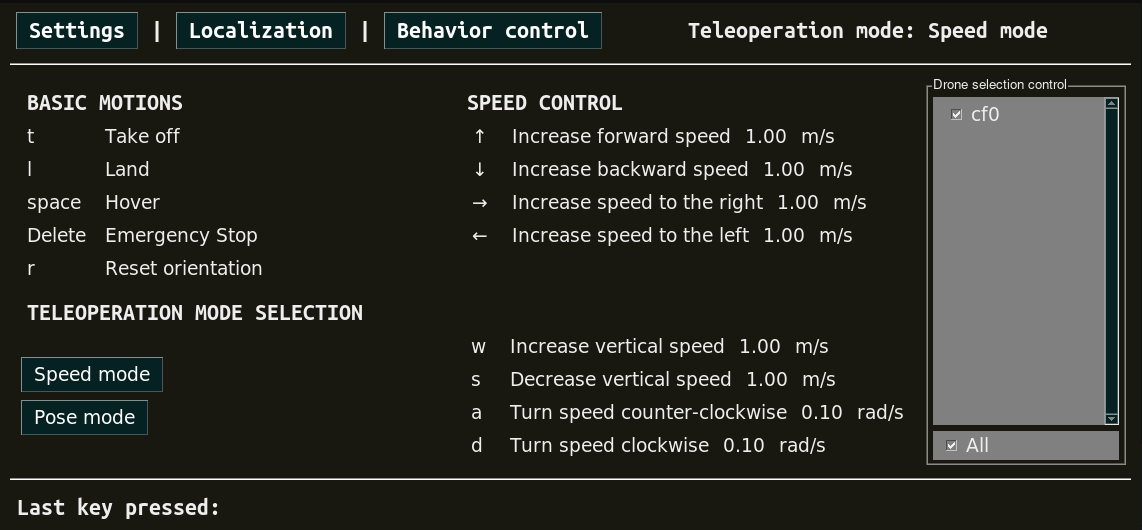 Settings | Localization | Behavior control Teleoperation mode: Speed mode
BASIC MOTIONS
t Take off
l Land
space Hover
Delete Emergency Stop
r Reset orientation
TELEOPERATION MODE SELECTION
Speed mode
Pose mode
SPEED CONTROL
↑ Increase forward speed 1.00 m/s
↓ Increase backward speed 1.00 m/s
→ Increase speed to the right 1.00 m/s
← Increase speed to the left 1.00 m/s
w Increase vertical speed 1.00 m/s
s Decrease vertical speed 1.00 m/s
a Turn speed counter-clockwise 0.10 rad/s
d Turn speed clockwise 0.10 rad/s
Drone selection control
cf0
All
Last key pressed: